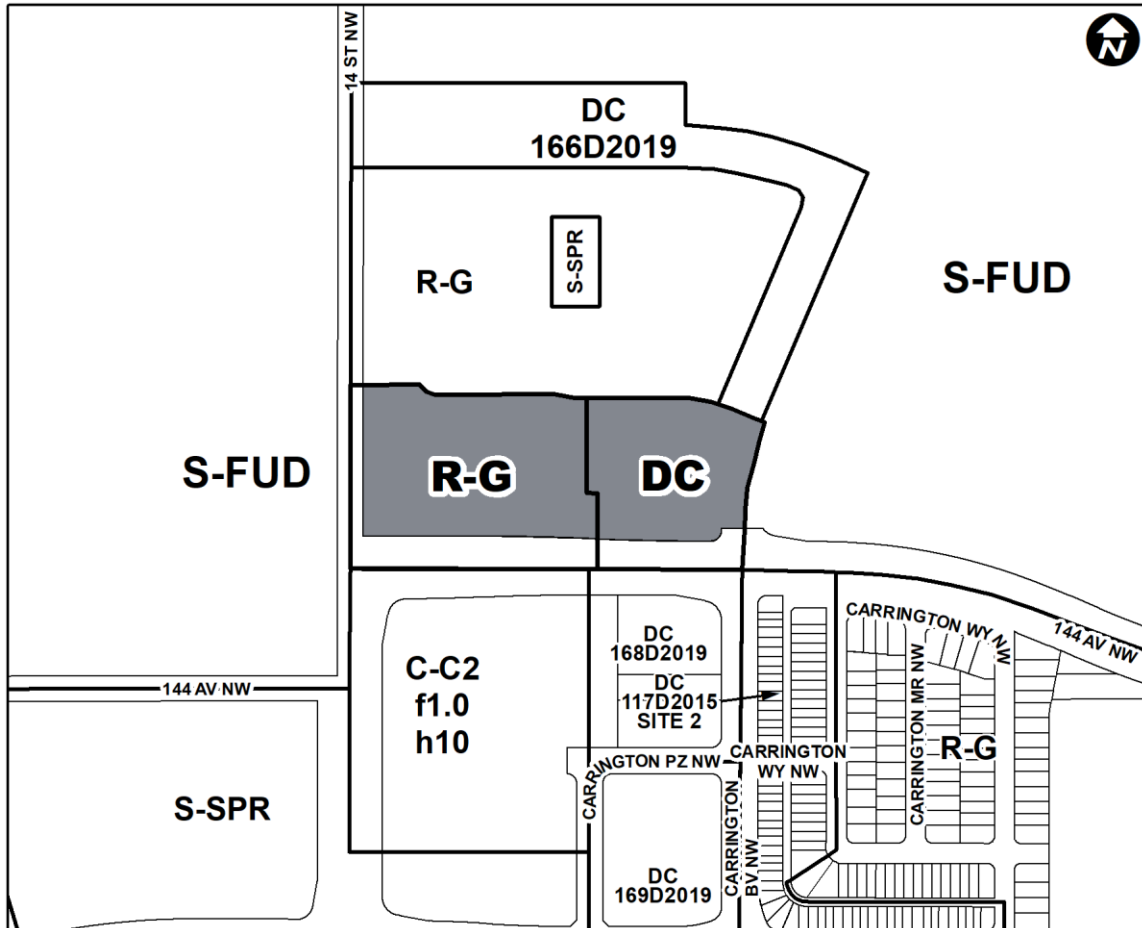 N
14 ST NW
DC
166D2019
R-G
S-SPR
S-FUD
S-FUD
R-G
DC
144 AV NW
C-C2
f1.0
h10
DC
168D2019
DC
117D2015
SITE 2
CARRINGTON WY NW
144 AV NW
CARRINGTON MR NW
R-G
CARRINGTON PZ NW
CARRINGTON
WY NW
CARRINGTON PZ NW
CARRINGTON
BV NW
S-SPR
DC
169D2019